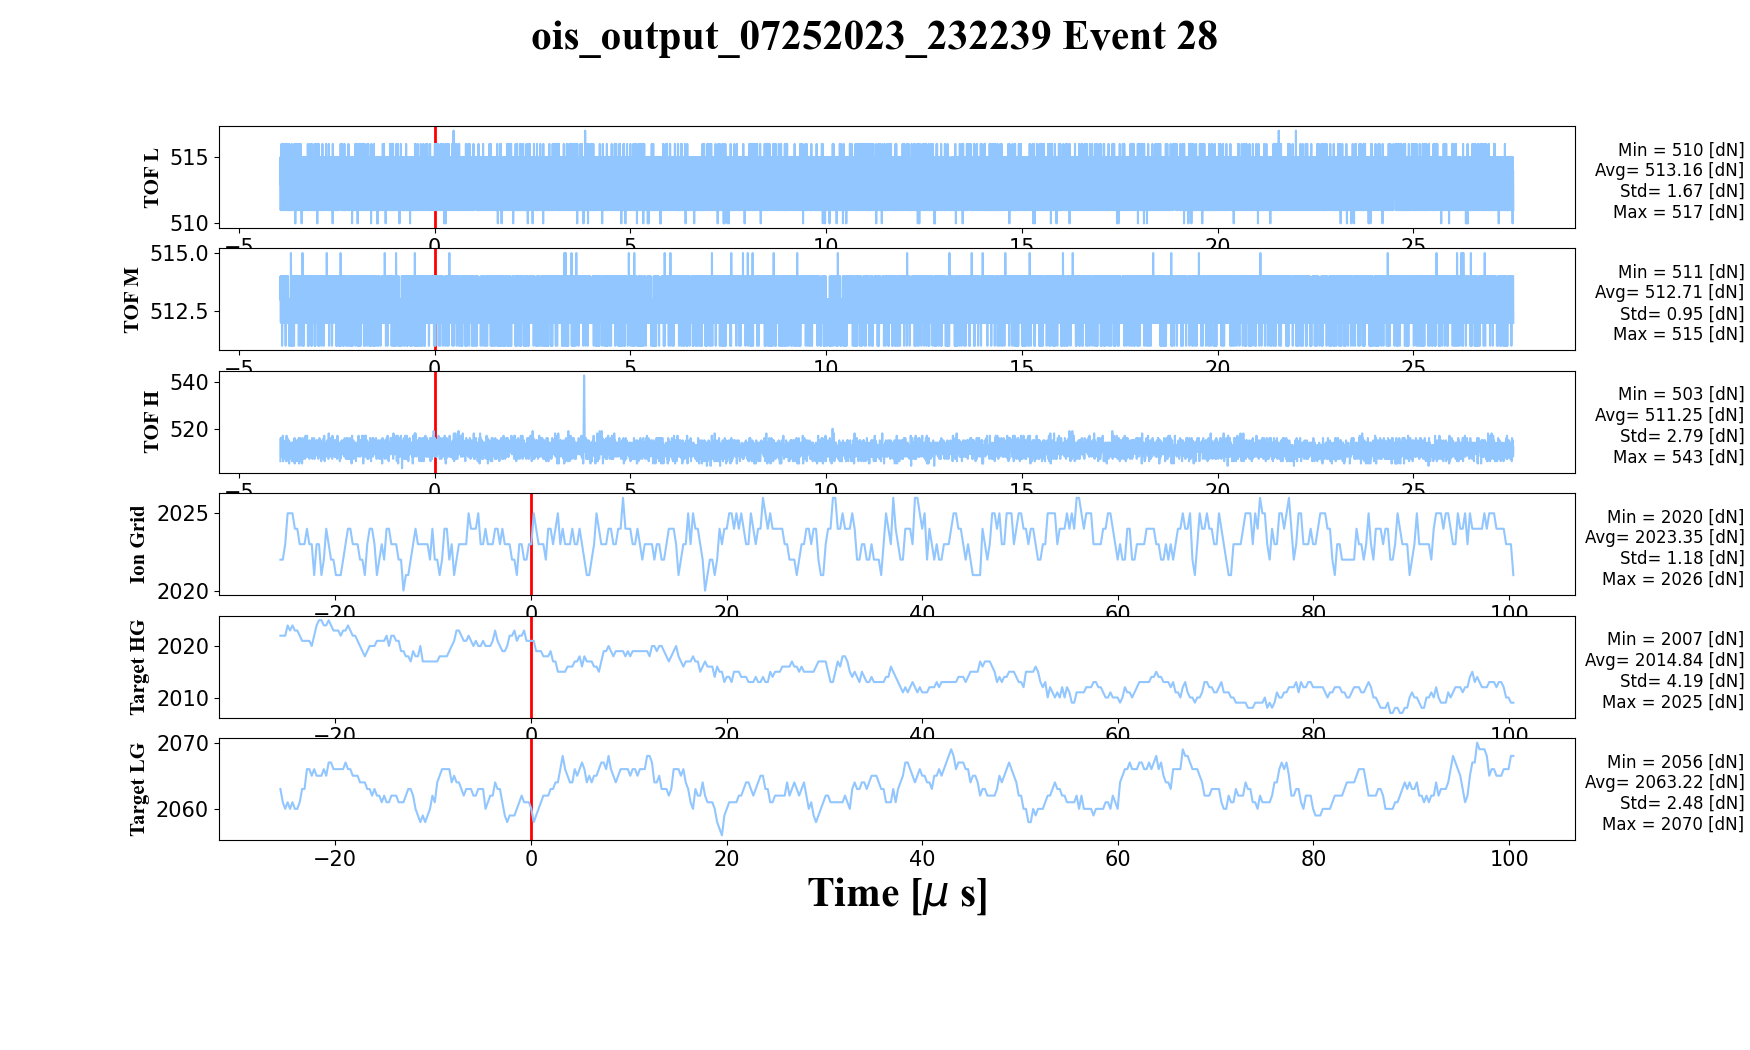 ois_output_07252023_232239 Event 28
TOF L
515
510
−5 0 5 10 15 20 25
Min = 510 [dN]
Avg= 513.16 [dN]
Std= 1.67 [dN]
Max = 517 [dN]
TOF M
515.0
512.5
−5 0 5 10 15 20 25
Min = 511 [dN]
Avg= 512.71 [dN]
Std= 0.95 [dN]
Max = 515 [dN]
TOF H
540
520
−5 0 5 10 15 20 25
Min = 503 [dN]
Avg= 511.25 [dN]
Std= 2.79 [dN]
Max = 543 [dN]
Ion Grid
2025
2020
−20 0 20 40 60 80 100
Min = 2020 [dN]
Avg= 2023.35 [dN]
Std= 1.18 [dN]
Max = 2026 [dN]
Target HG
2020
2010
−20 0 20 40 60 80 100
Min = 2007 [dN]
Avg= 2014.84 [dN]
Std= 4.19 [dN]
Max = 2025 [dN]
Target LG
2070
2060
−20 0 20 40 60 80 100
Min = 2056 [dN]
Avg= 2063.22 [dN]
Std= 2.48 [dN]
Max = 2070 [dN]
Time [μ s]